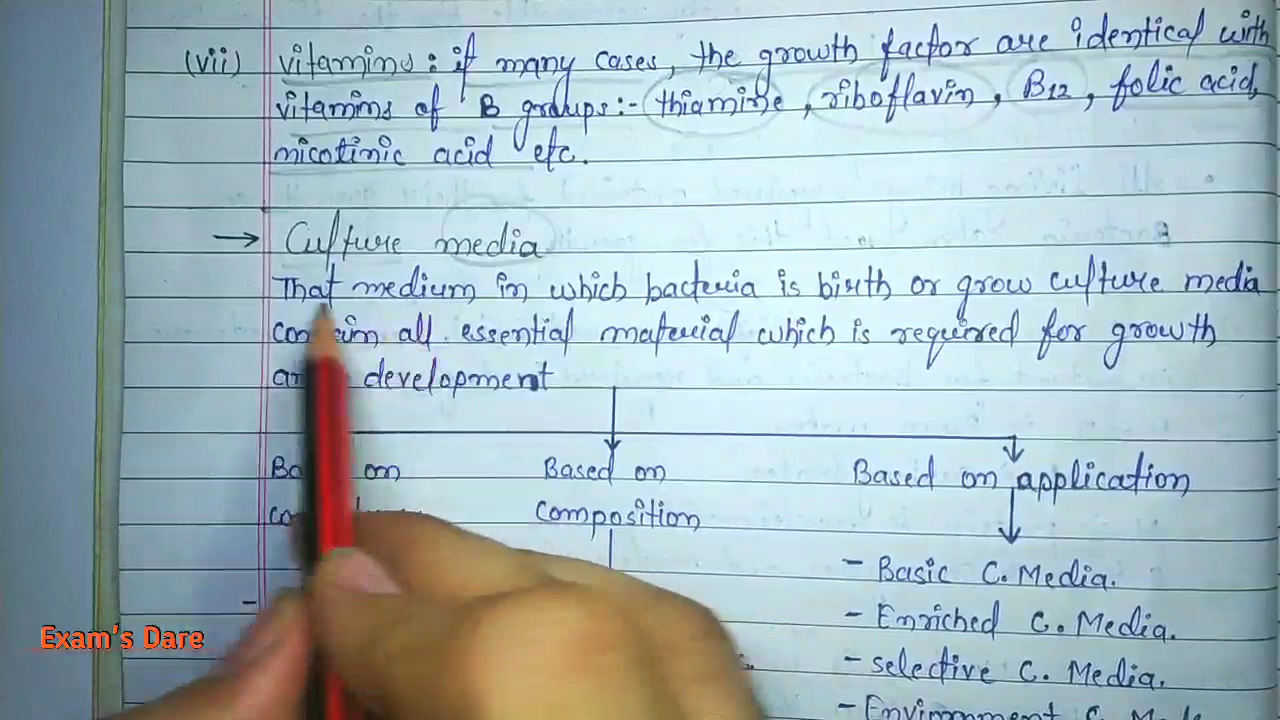 (vii) vitamins : if many cases, the growth factor are identical with
vitamins of B groups:- thiamine, riboflavin, B12, folic acid,
nicotinic acid etc.
→ Culture media
That medium in which bacteria is birth or grow culture media
all essential material which is required for growth
development
on
Based on
composition
Based on application
- Basic C. Media.
- Enriched C. Media.
- selective C. Media.
Exam's Dare